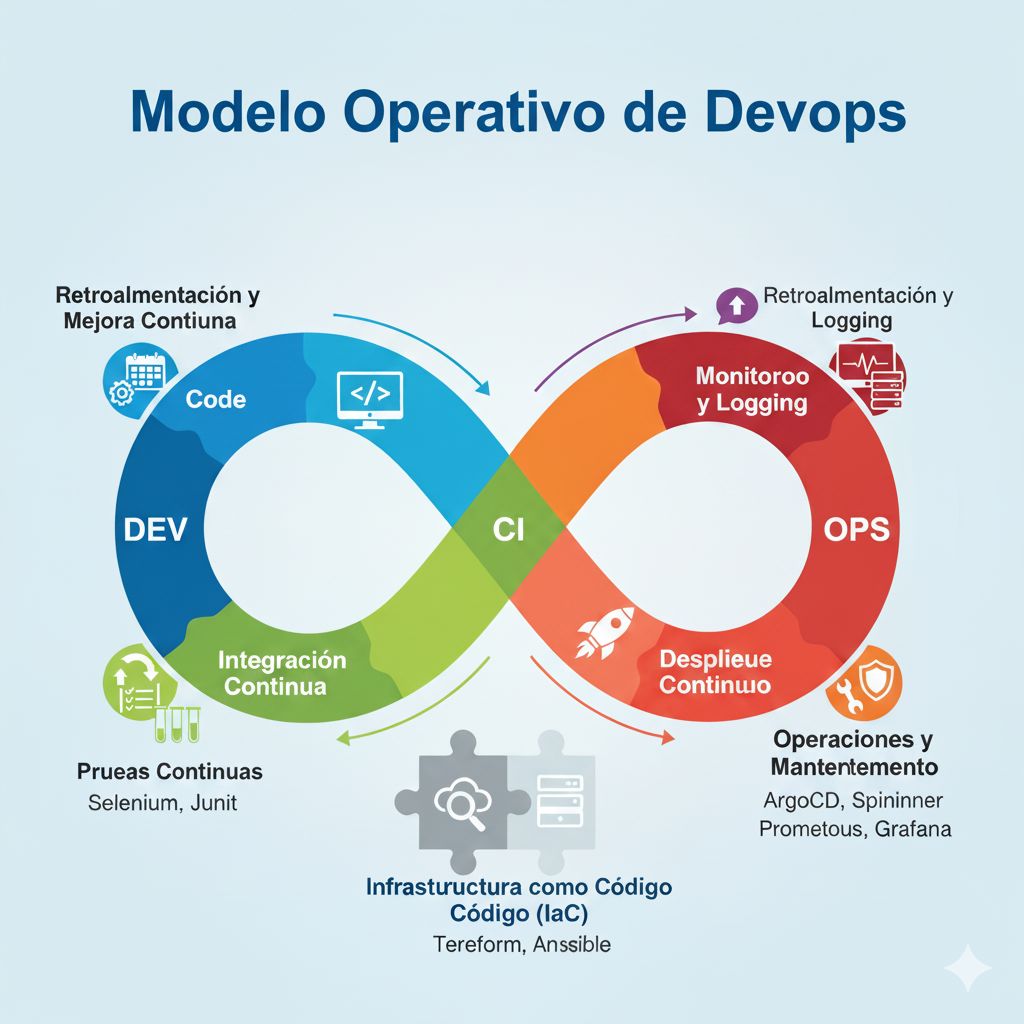 Modelo Operativo de Devops
Retroalmentación y
Mejora Contiuna
Retroalmentación y
Logging
Code
</>
Monitoroo
y Logging
DEV
CI
OPS
Integración
Continua
Desplieue
Continuo
Prueas Continuas
Selenium, Junit
Operaciones y
Mantentemento
ArgoCD, Spininner
Prometous, Grafana
Infrastuructura como Código
Código (IaC)
Tereform, Anssible